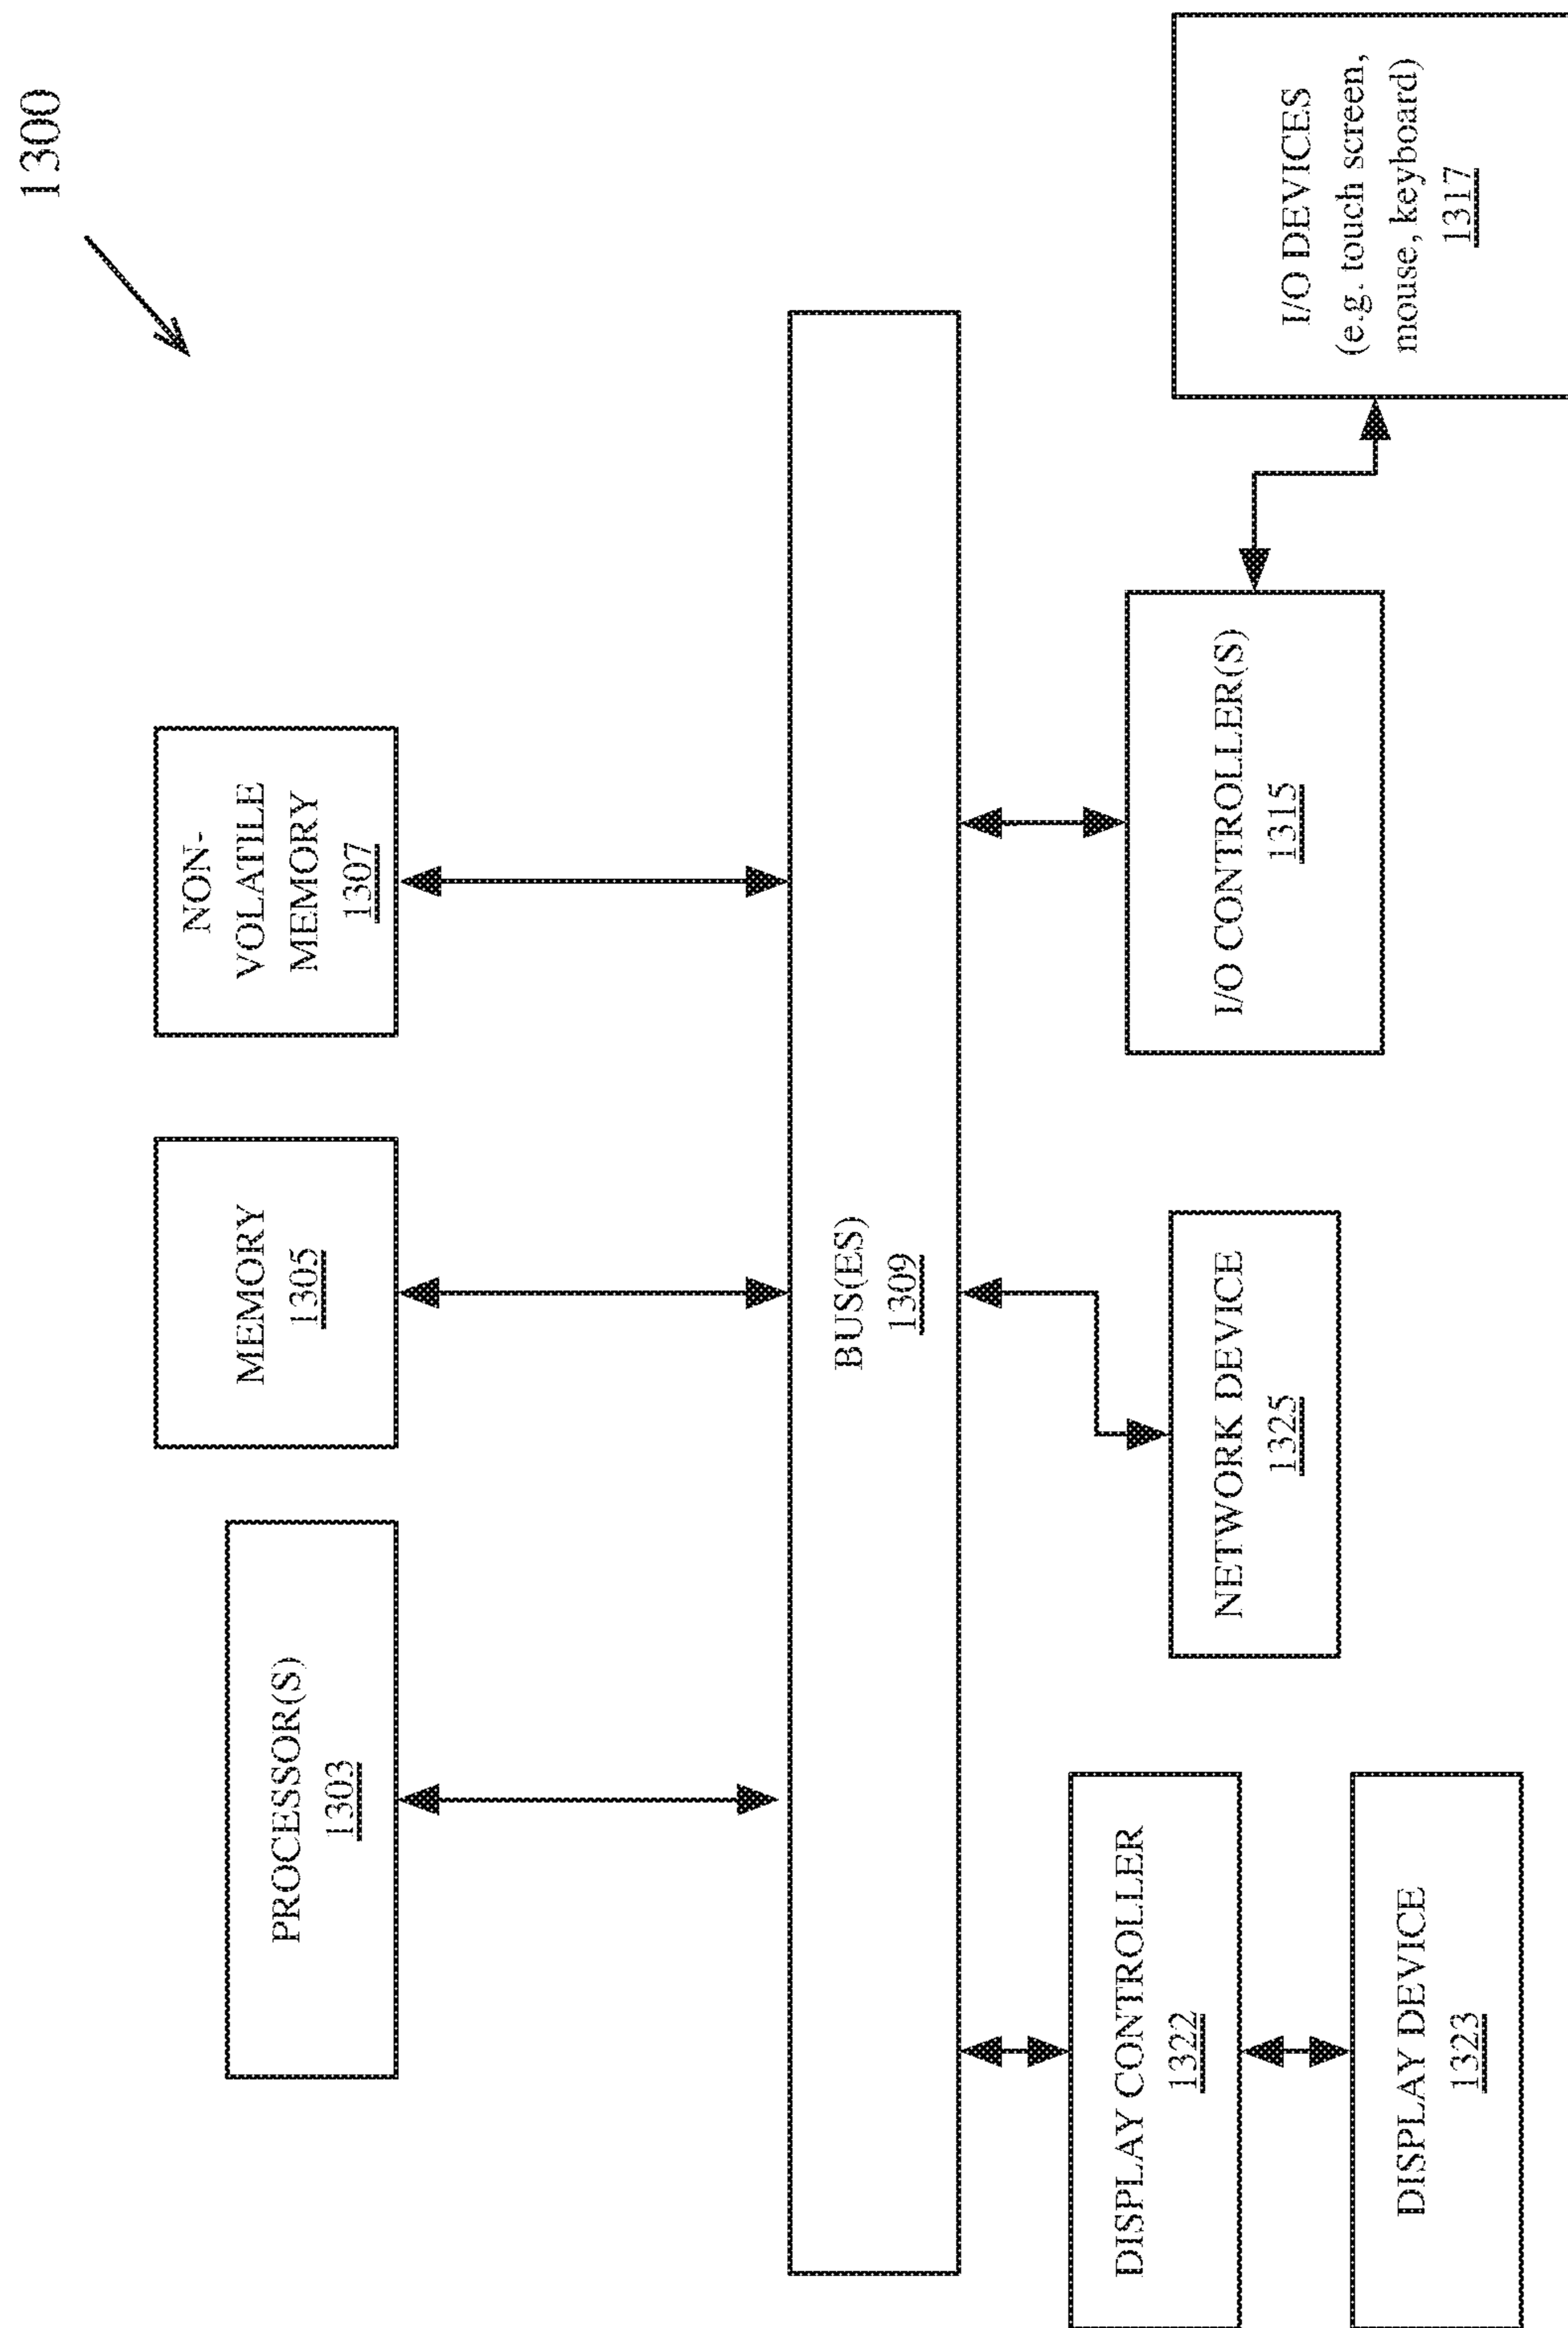 1300
PROCESSOR(S)
1303
MEMORY
1305
NON-
VOLATILE
MEMORY
1307
BUS(ES)
1309
DISPLAY CONTROLLER
1322
DISPLAY DEVICE
1323
NETWORK DEVICE
1325
I/O CONTROLLER(S)
1315
I/O DEVICES
(e.g. touch screen,
mouse, keyboard)
1317